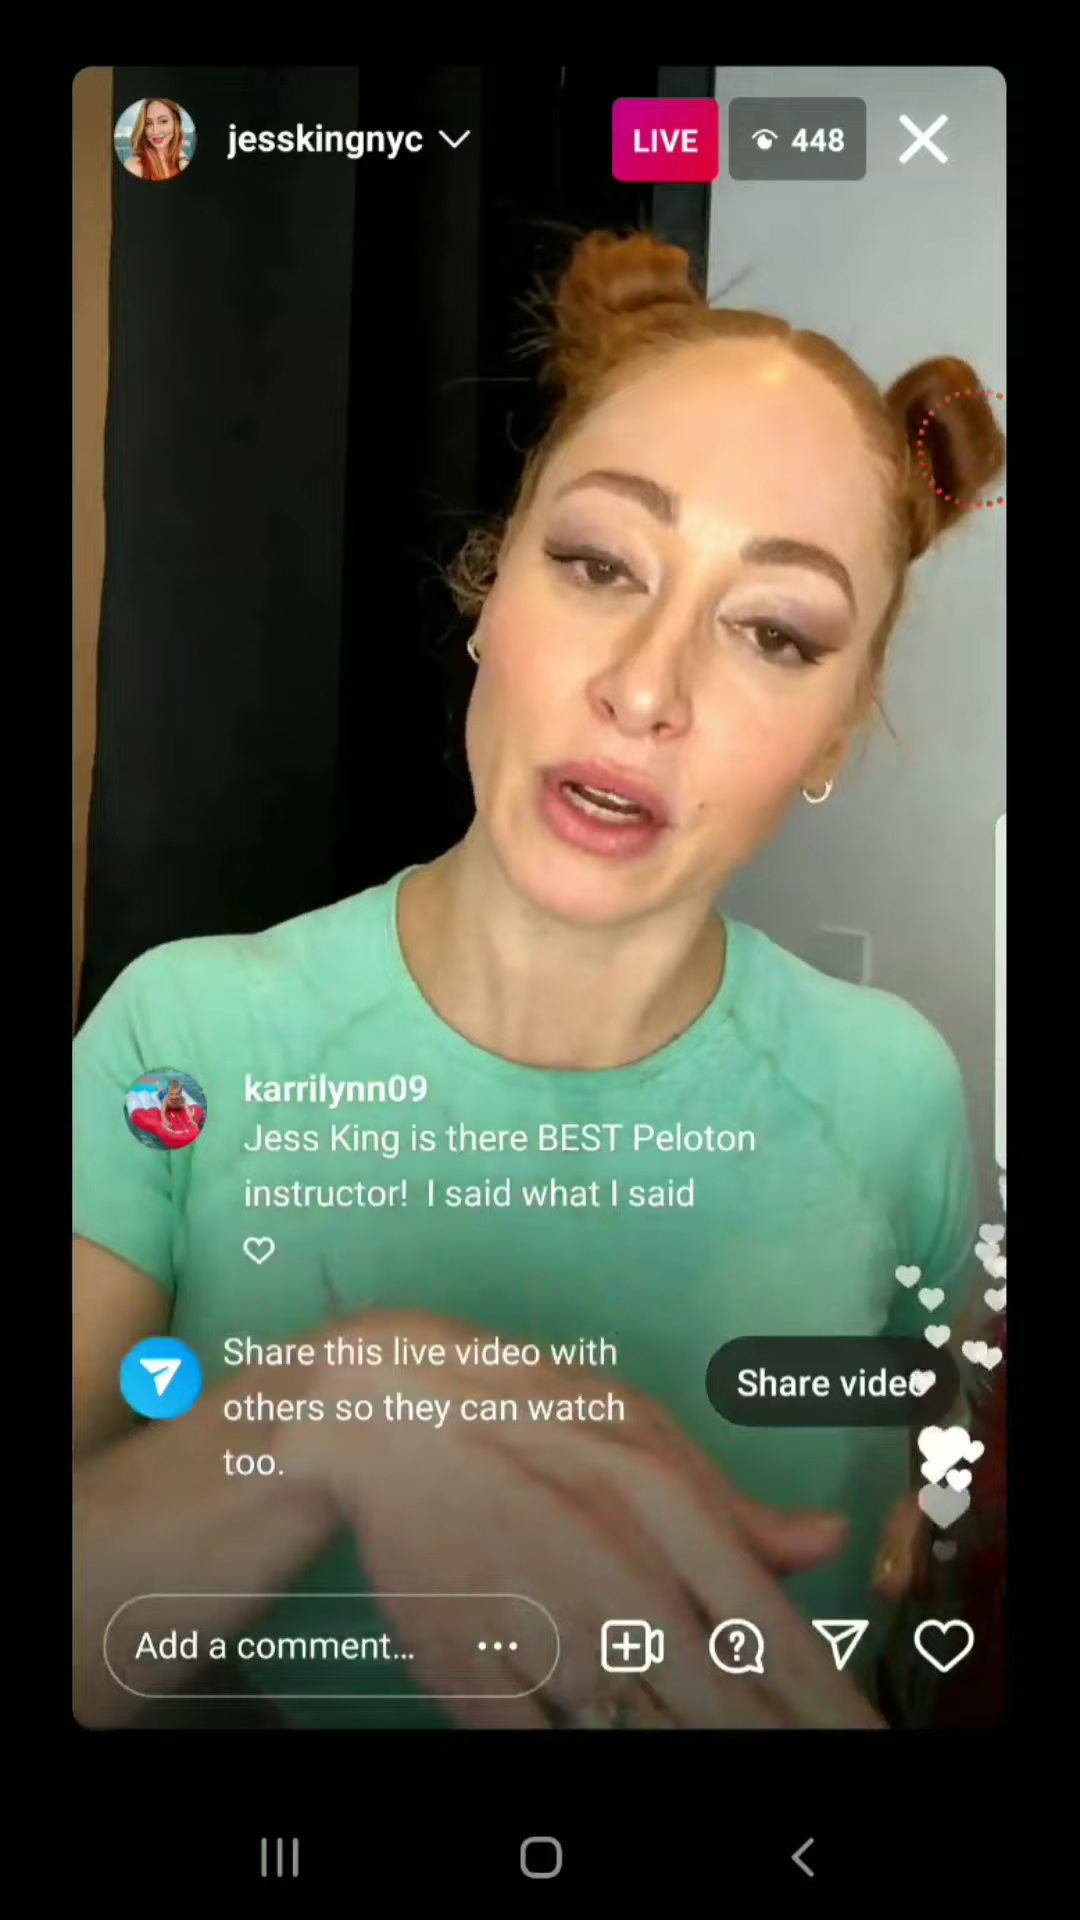 jesskingnyc
LIVE
448
karrilynn09
Jess King is there BEST Peloton
instructor! I said what I said
Share this live video with
others so they can watch
too.
Share video
Add a comment...